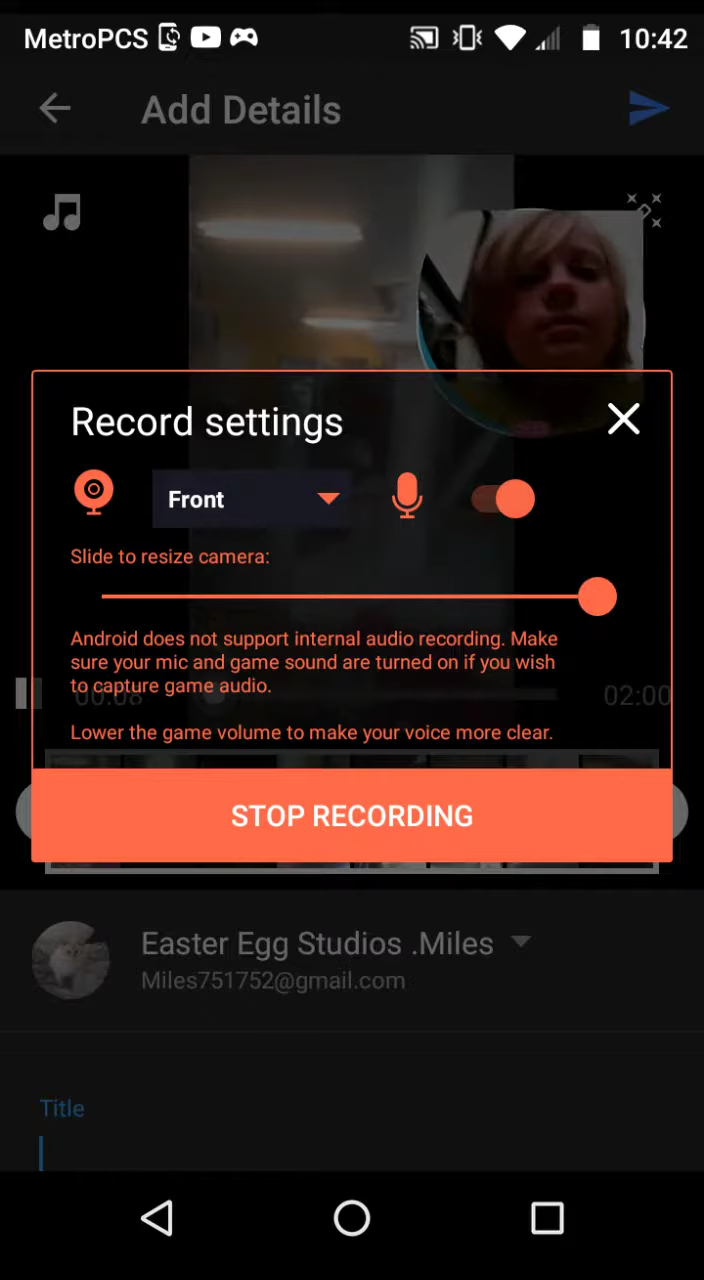 MetroPCS 10:42
Add Details
Record settings
Front
Slide to resize camera:
Android does not support internal audio recording. Make
sure your mic and game sound are turned on if you wish
to capture game audio.
00:08 02:00
Lower the game volume to make your voice more clear.
STOP RECORDING
Easter Egg Studios .Miles
Miles751752@gmail.com
Title